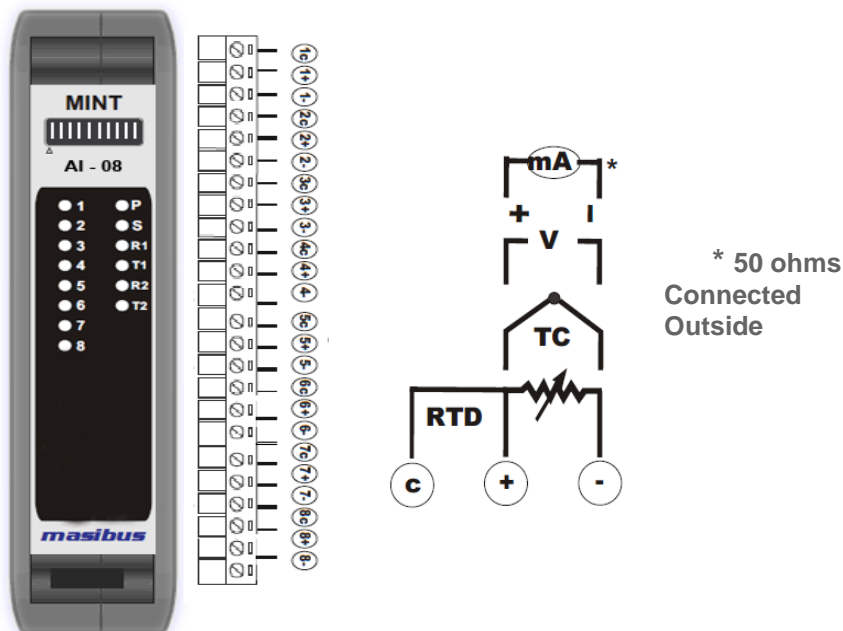 MINT
AI - 08
1 P
2 S
3 R1
4 T1
5 R2
6 T2
7
8
masibus
1c
1+
1-
2c
2+
2-
3c
3+
3-
4c
4+
4-
5c
5+
5-
6c
6+
6-
7c
7+
7-
8c
8+
8-
mA *
+ I
V
TC
RTD
c + -
* 50 ohms
Connected
Outside